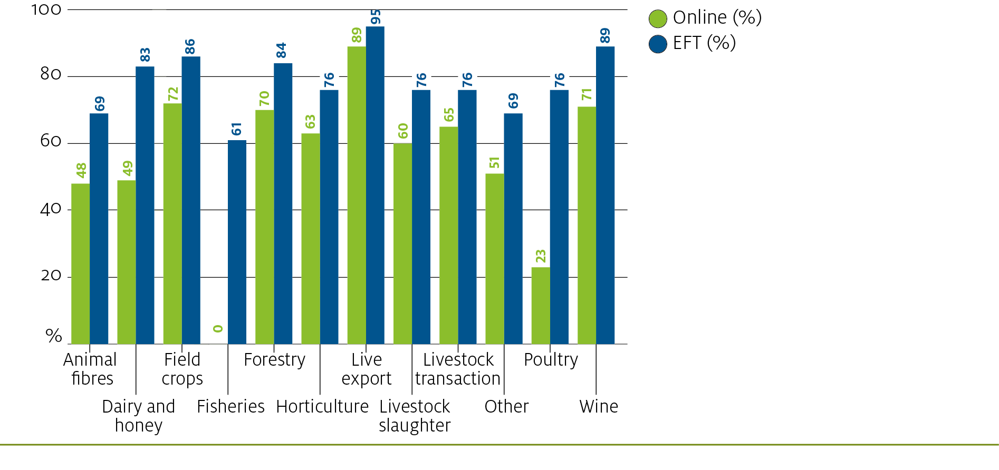 100
80
60
40
20
%
48
69
49
83
72
86
0
61
70
84
63
76
89
95
60
76
65
76
51
69
23
76
71
89
Animal
fibres
Dairy and
honey
Field
crops
Fisheries
Forestry
Horticulture
Live
export
Livestock
slaughter
Livestock
transaction
Other
Poultry
Wine
Online (%)
EFT (%)